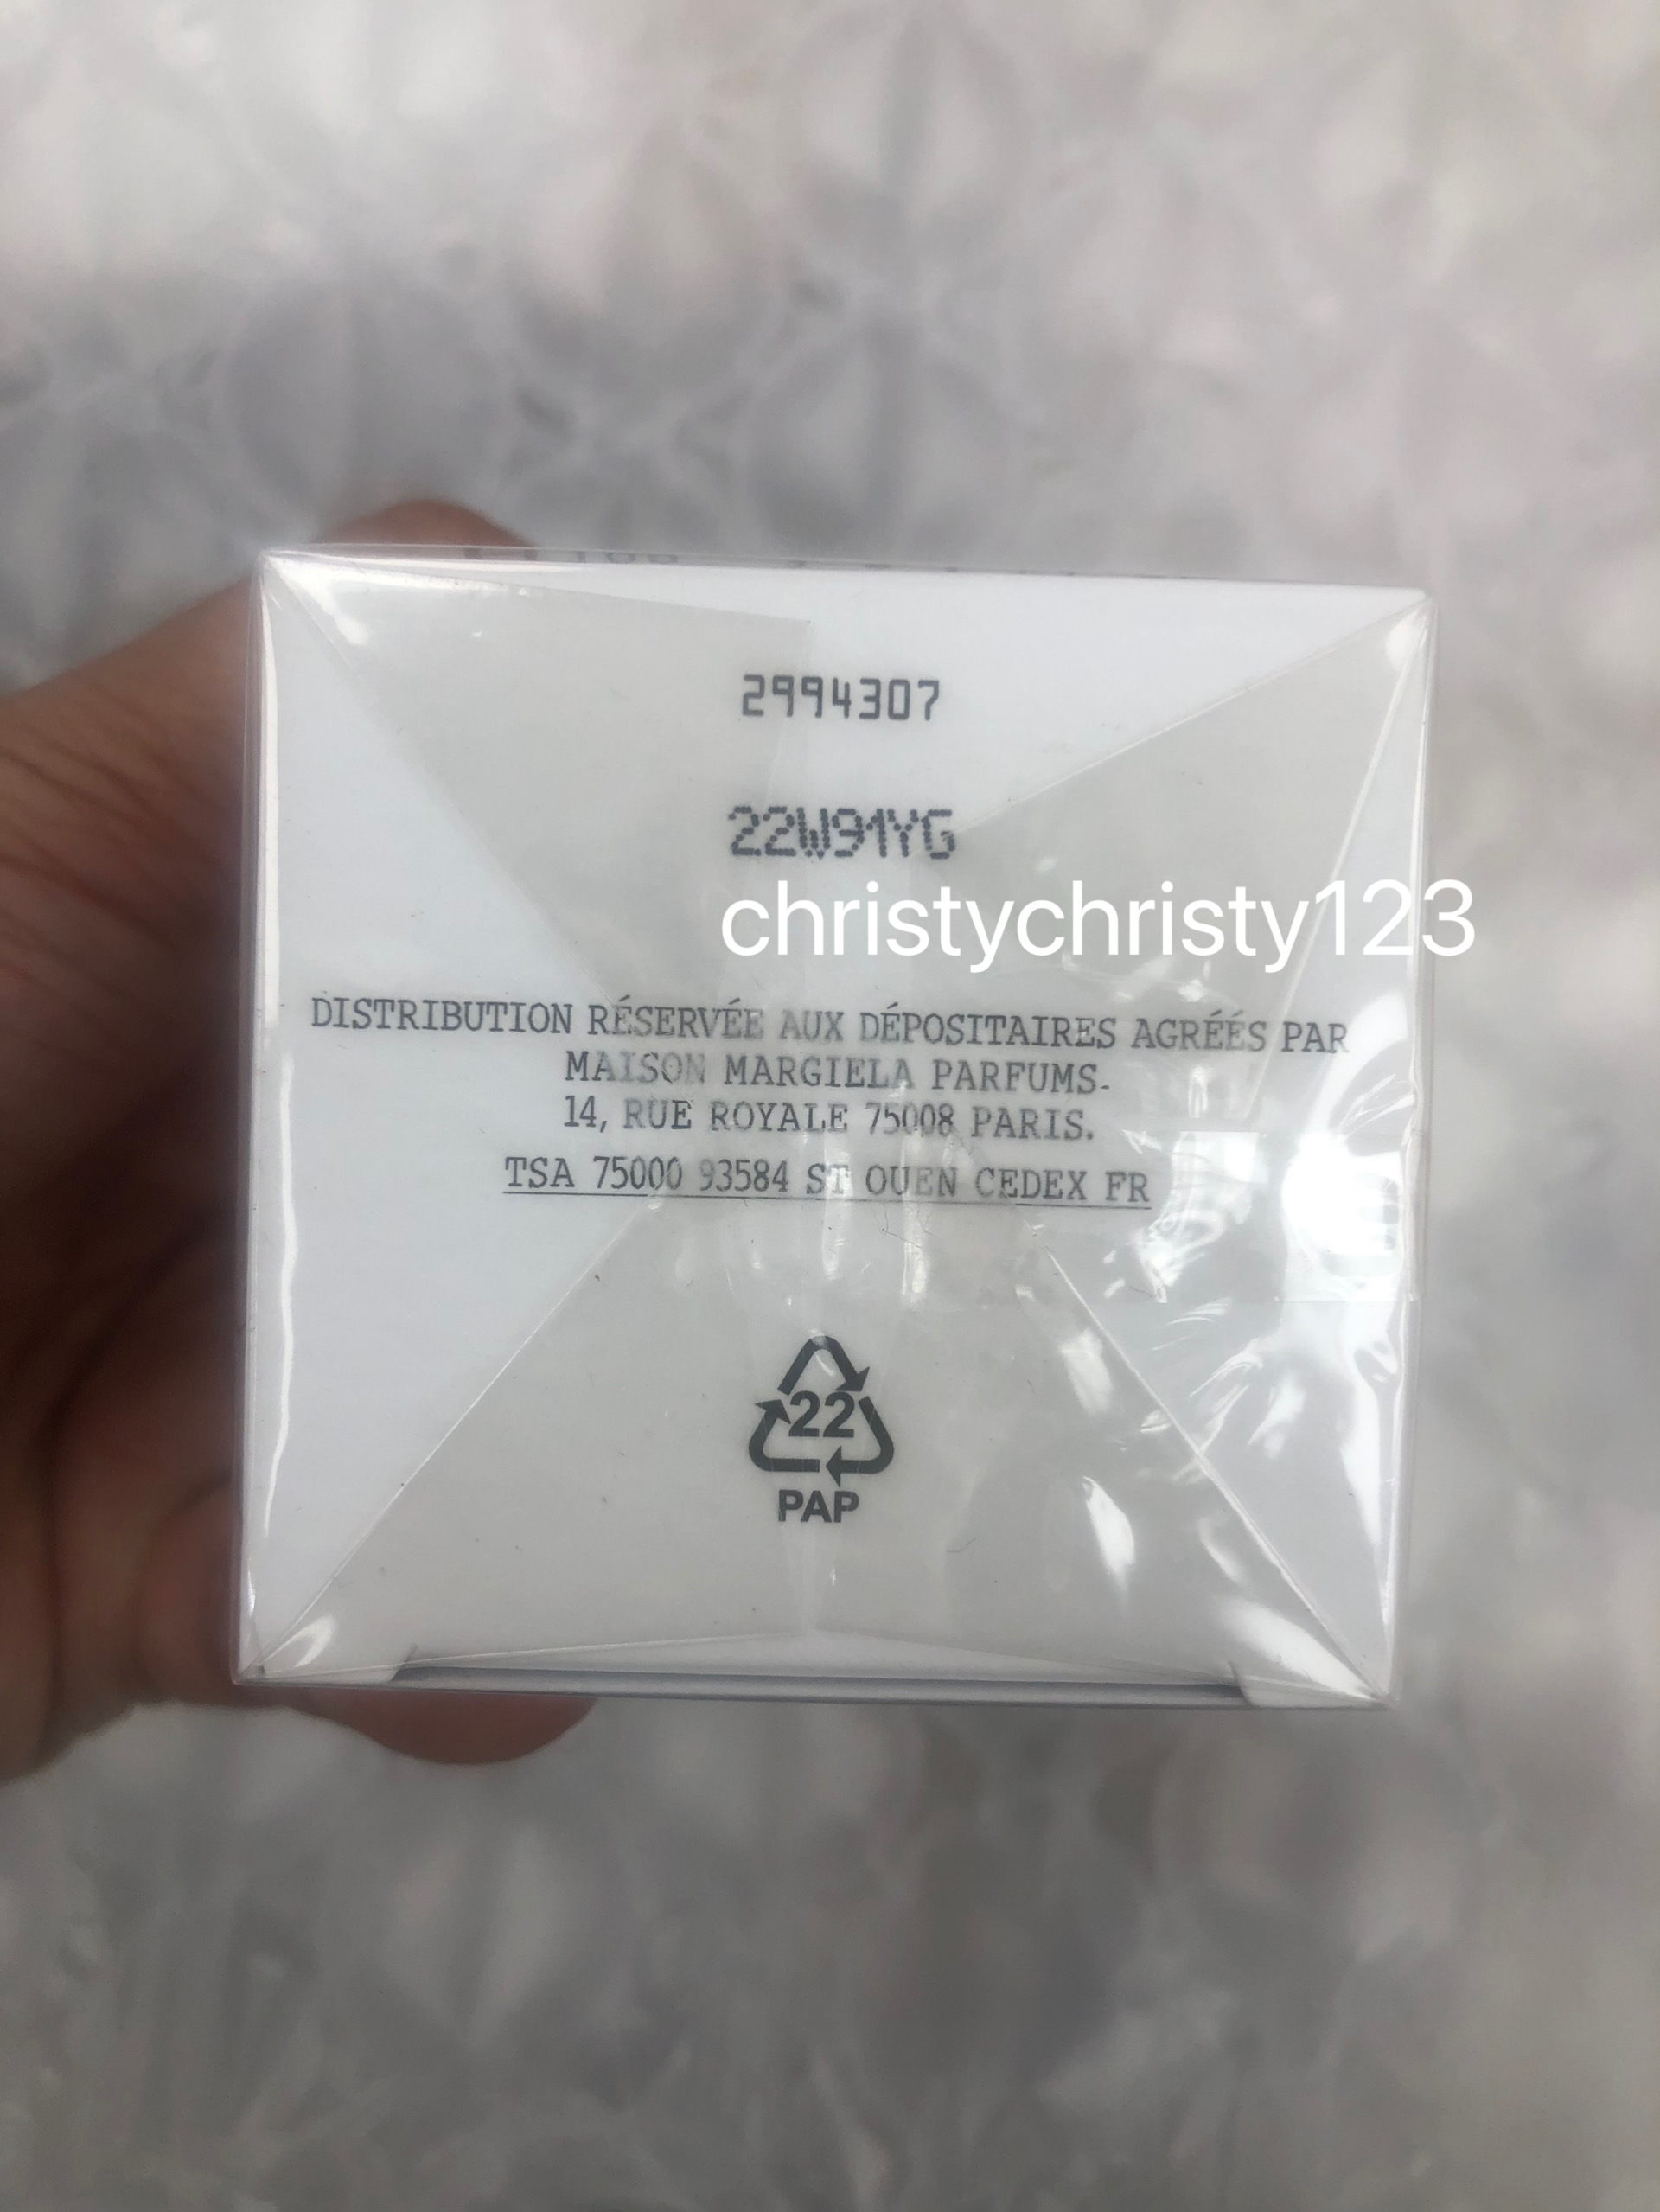 2994307
22W91YG
christychristy123
DISTRIBUTION RÉSERVÉE AUX DÉPOSITAIRES AGRÉÉS PAR
MAISON MARGIELA PARFUMS-
14, RUE ROYALE 75008 PARIS.
TSA 75000 93584 ST OUEN CEDEX FR
22
PAP